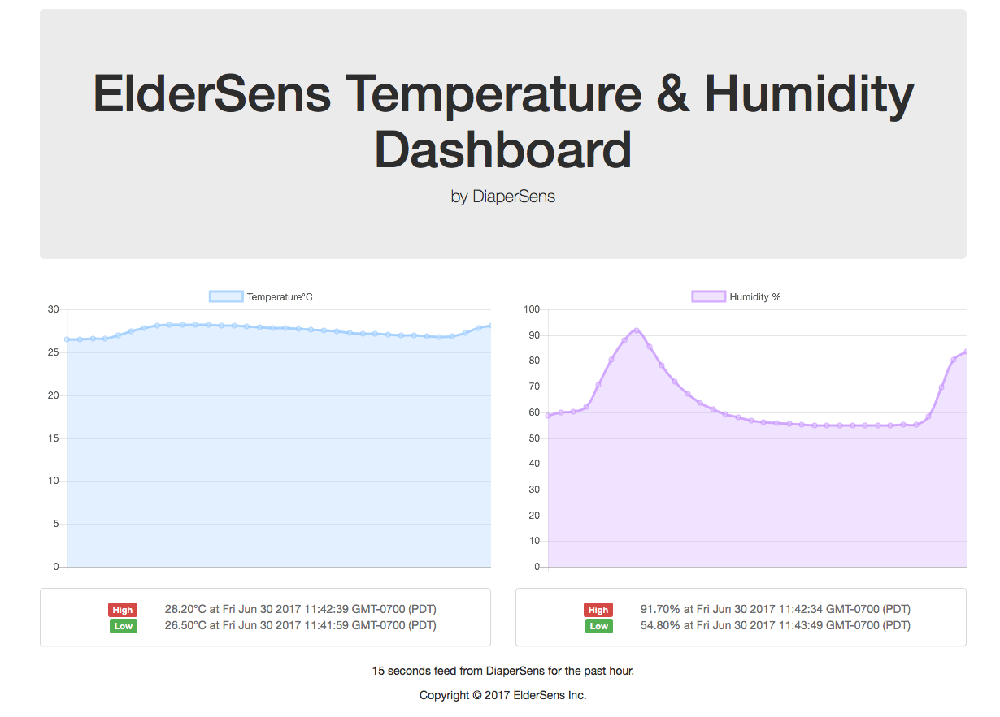 ElderSens Temperature & Humidity
Dashboard
by DiaperSens
Temperature°C
30
25
20
15
10
5
0
Humidity %
100
90
80
70
60
50
40
30
20
10
0
High 28.20°C at Fri Jun 30 2017 11:42:39 GMT-0700 (PDT)
Low 26.50°C at Fri Jun 30 2017 11:41:59 GMT-0700 (PDT)
High 91.70% at Fri Jun 30 2017 11:42:34 GMT-0700 (PDT)
Low 54.80% at Fri Jun 30 2017 11:43:49 GMT-0700 (PDT)
15 seconds feed from DiaperSens for the past hour.
Copyright © 2017 ElderSens Inc.